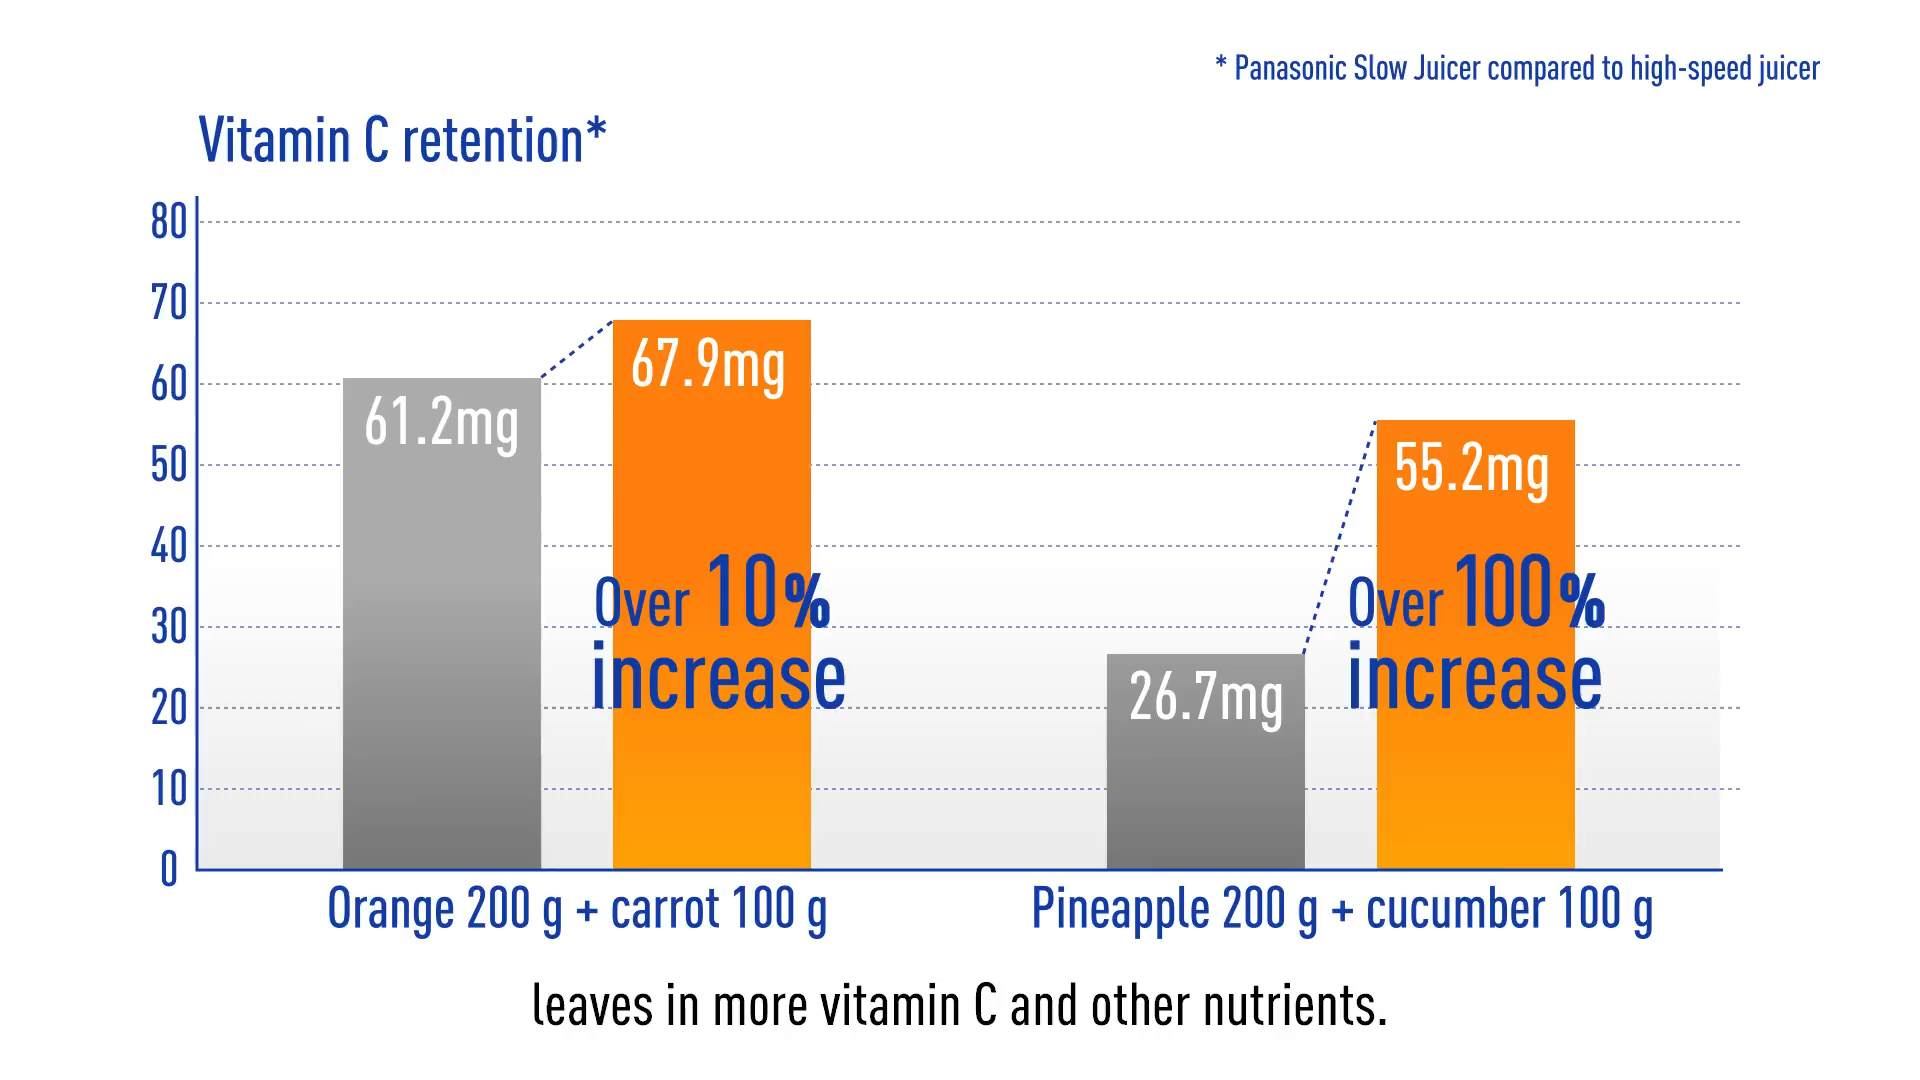 * Panasonic Slow Juicer compared to high-speed juicer
Vitamin C retention*
80
70
60
50
40
30
20
10
0
61.2mg
67.9mg
Over 10%
increase
26.7mg
55.2mg
Over 100%
increase
Orange 200 g + carrot 100 g
Pineapple 200 g + cucumber 100 g
leaves in more vitamin C and other nutrients.